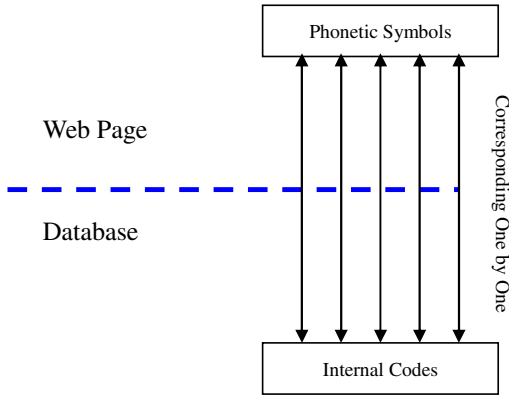 Phonetic Symbols
Web Page
Corresponding One by One
Database
Internal Codes